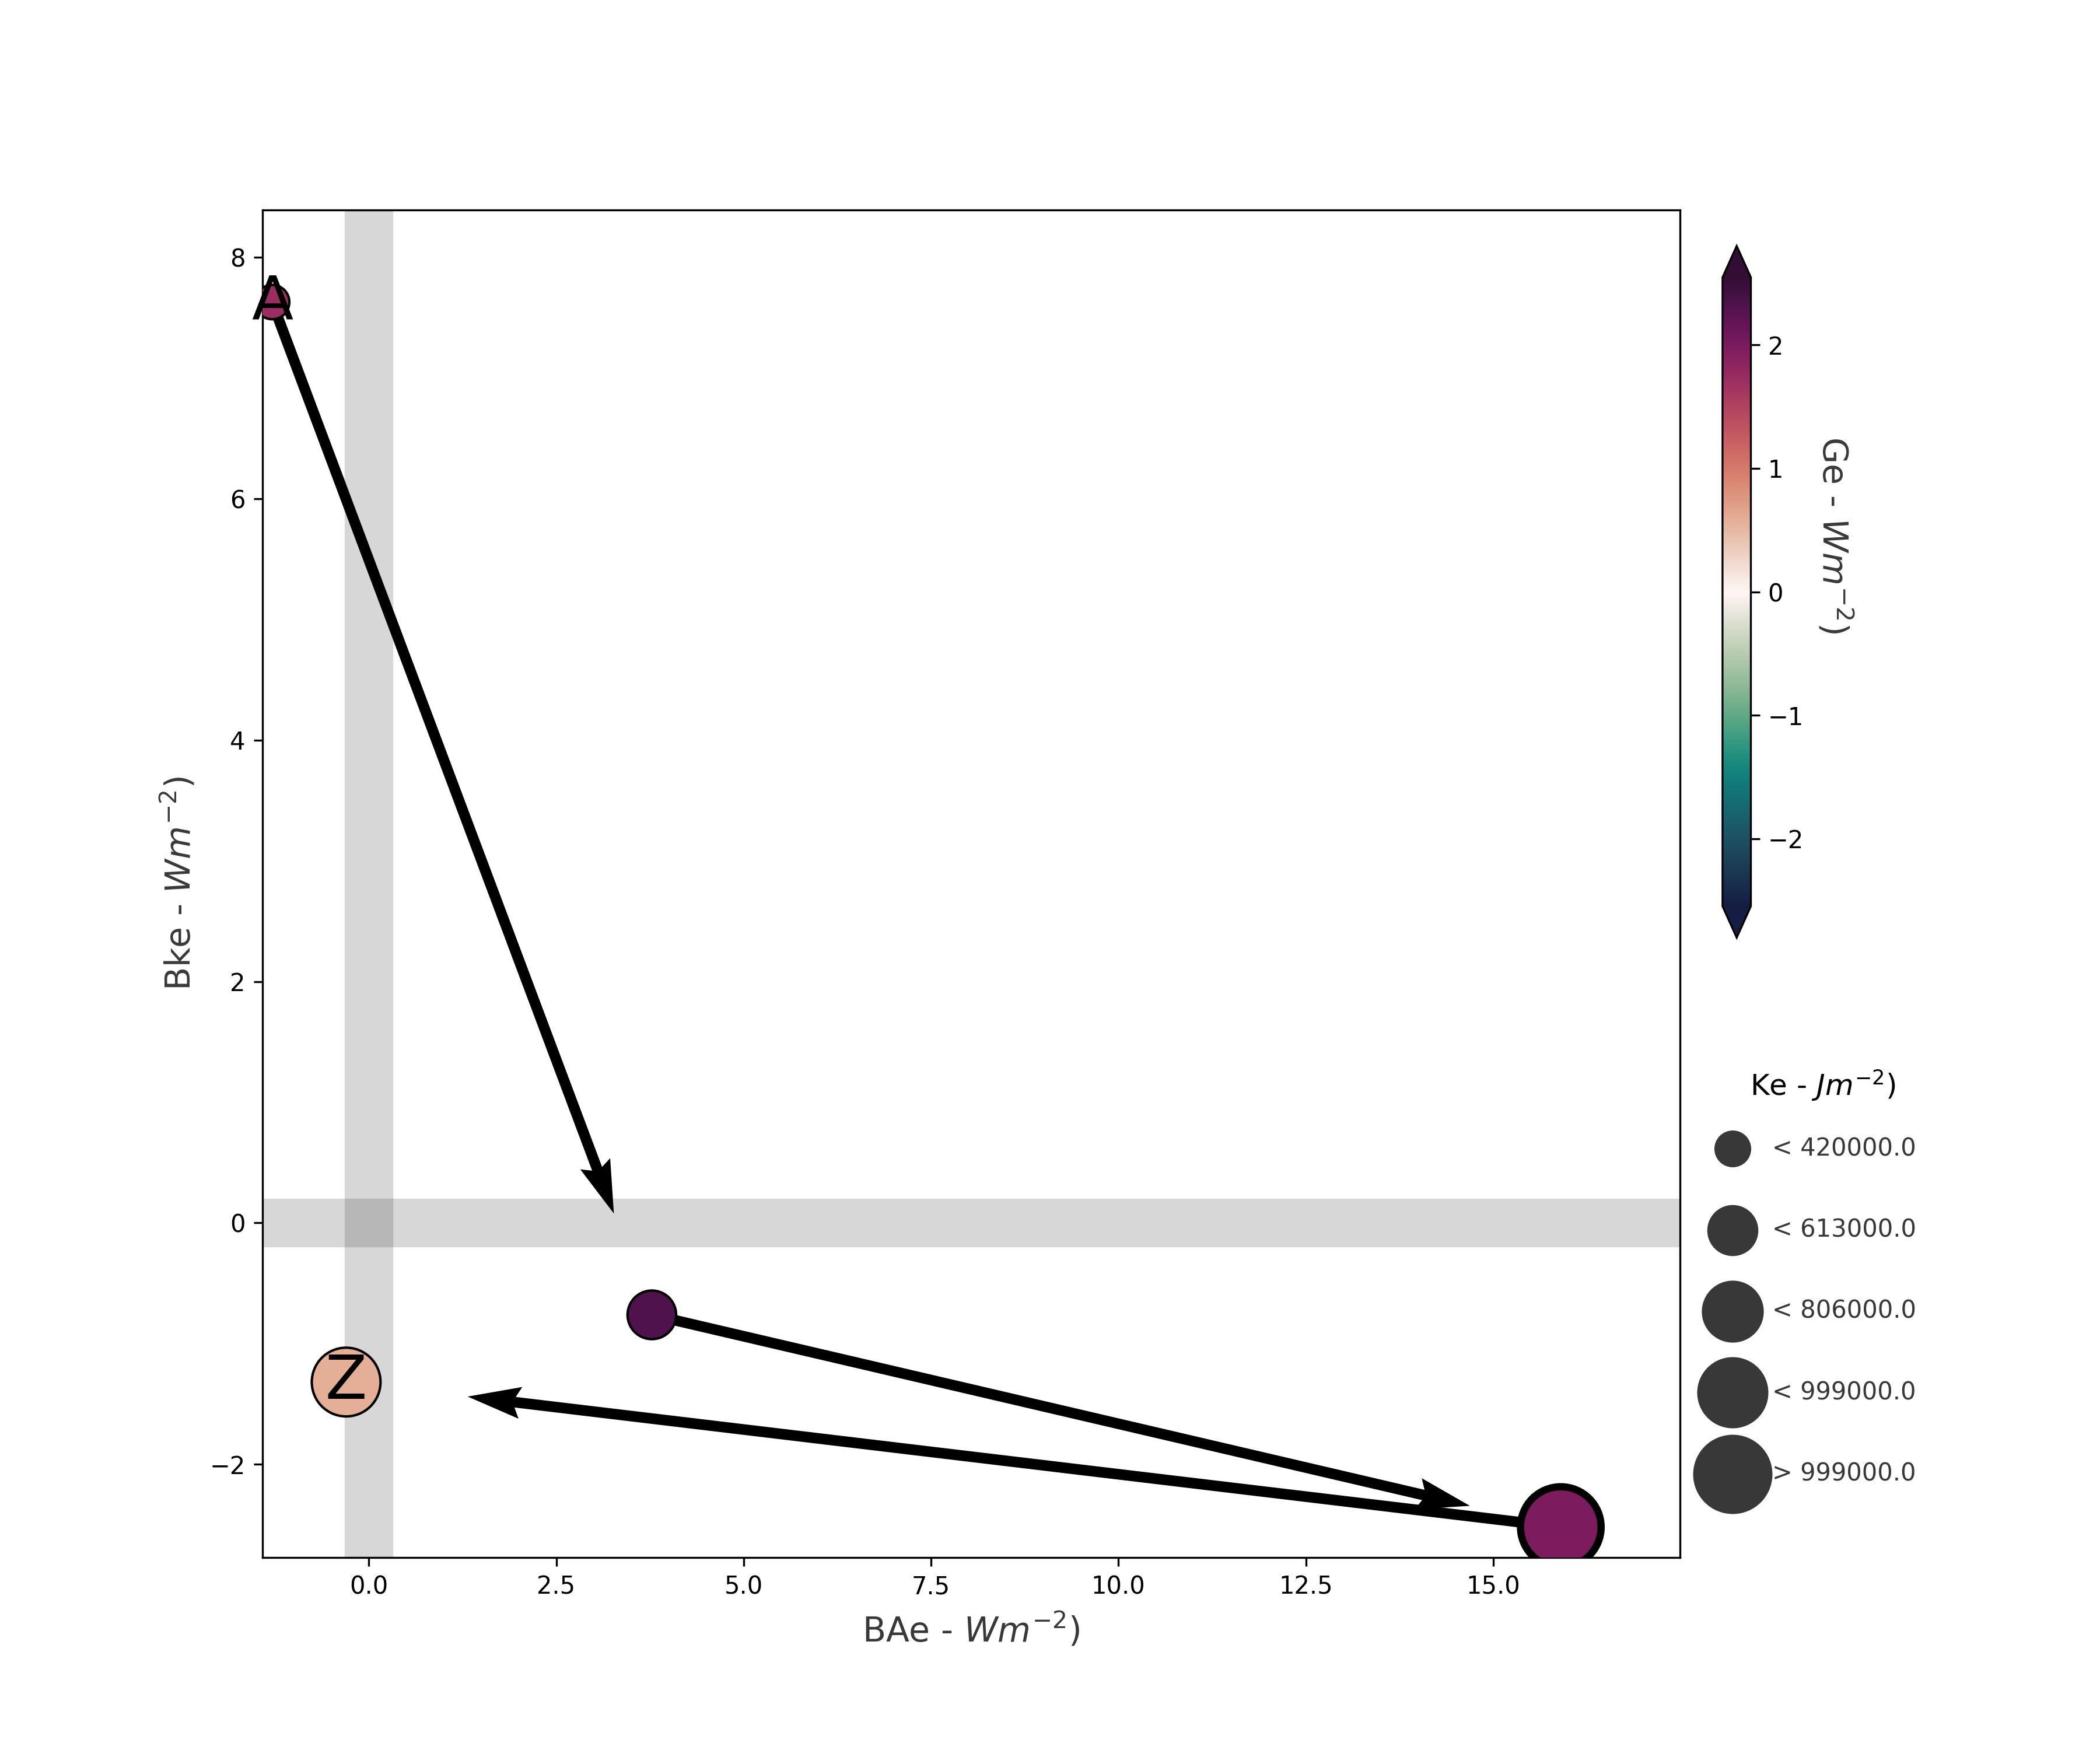 8
6
4
2
0
−2
Bke - Wm⁻²)
A
Z
0.0 2.5 5.0 7.5 10.0 12.5 15.0
BAe - Wm⁻²)
2
1
0
−1
−2
Ge - Wm⁻²)
Ke - Jm⁻²)
< 420000.0
< 613000.0
< 806000.0
< 999000.0
> 999000.0